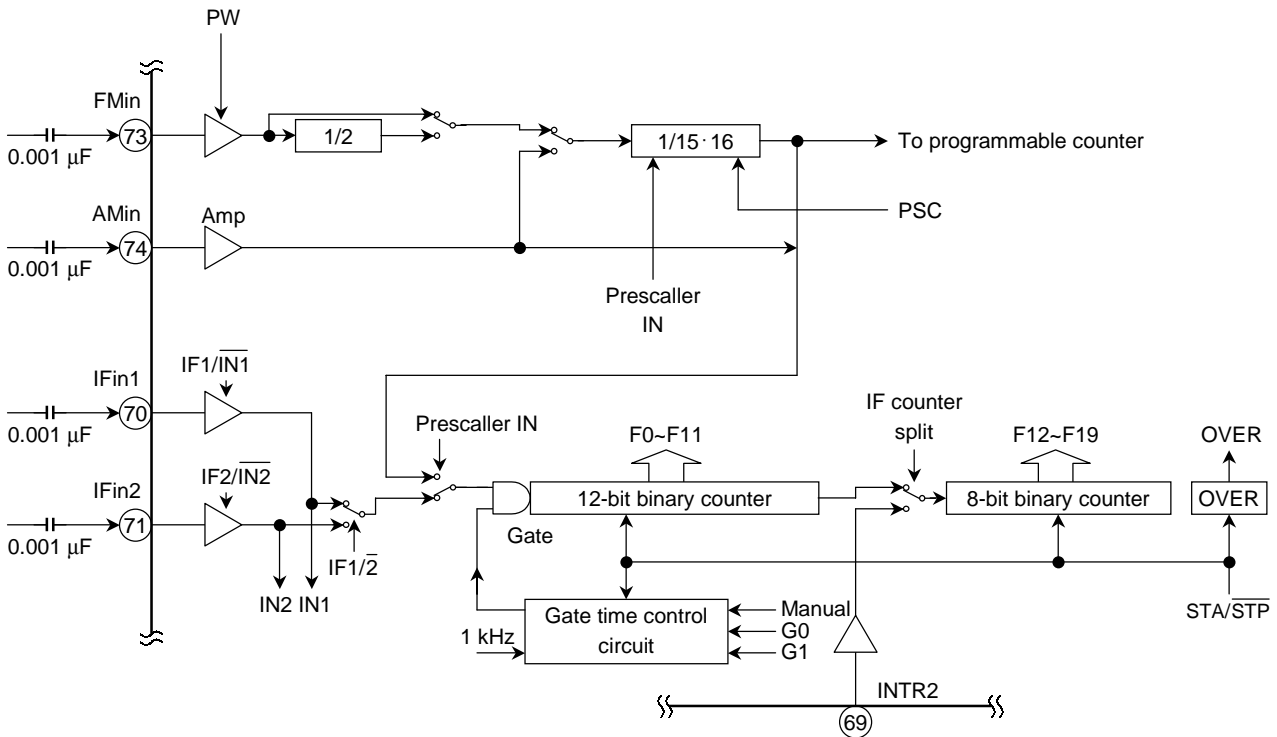 PW
FMin
73
0.001 µF
1/2
1/15·16
To programmable counter
PSC
AMin
74
0.001 µF
Amp
Prescaller
IN
IFin1
70
0.001 µF
IF1/I̅N̅1̅
IFin2
71
0.001 µF
IF2/I̅N̅2̅
IN2
IN1
IF1/2̅
Prescaller IN
Gate
F0~F11
12-bit binary counter
IF counter
split
F12~F19
8-bit binary counter
OVER
OVER
STA/S̅T̅P̅
1 kHz
Gate time control
circuit
Manual
G0
G1
INTR2
69